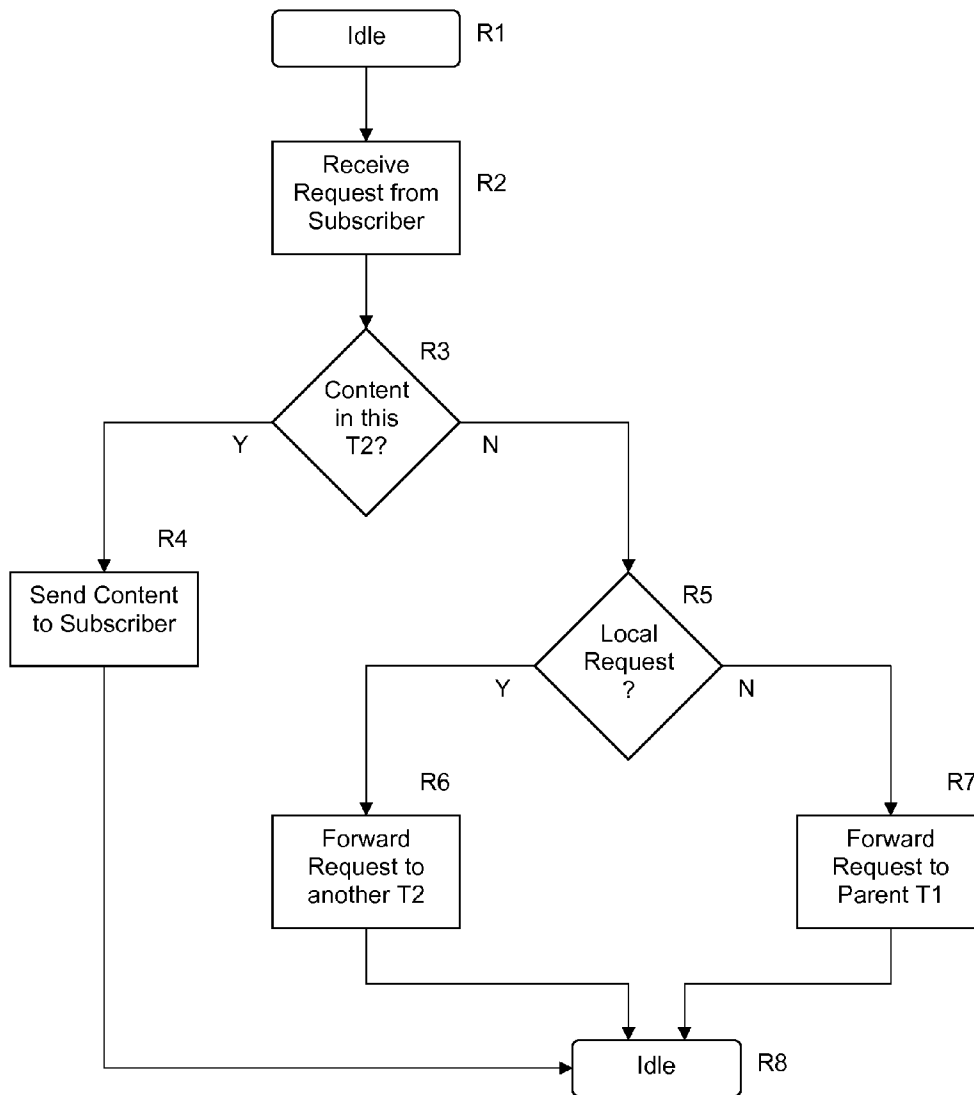 Idle
R1
Receive
Request from
Subscriber
R2
R3
Content
in this
T2?
Y
N
R4
Send Content
to Subscriber
R5
Local
Request
?
Y
N
R6
Forward
Request to
another T2
R7
Forward
Request to
Parent T1
Idle
R8